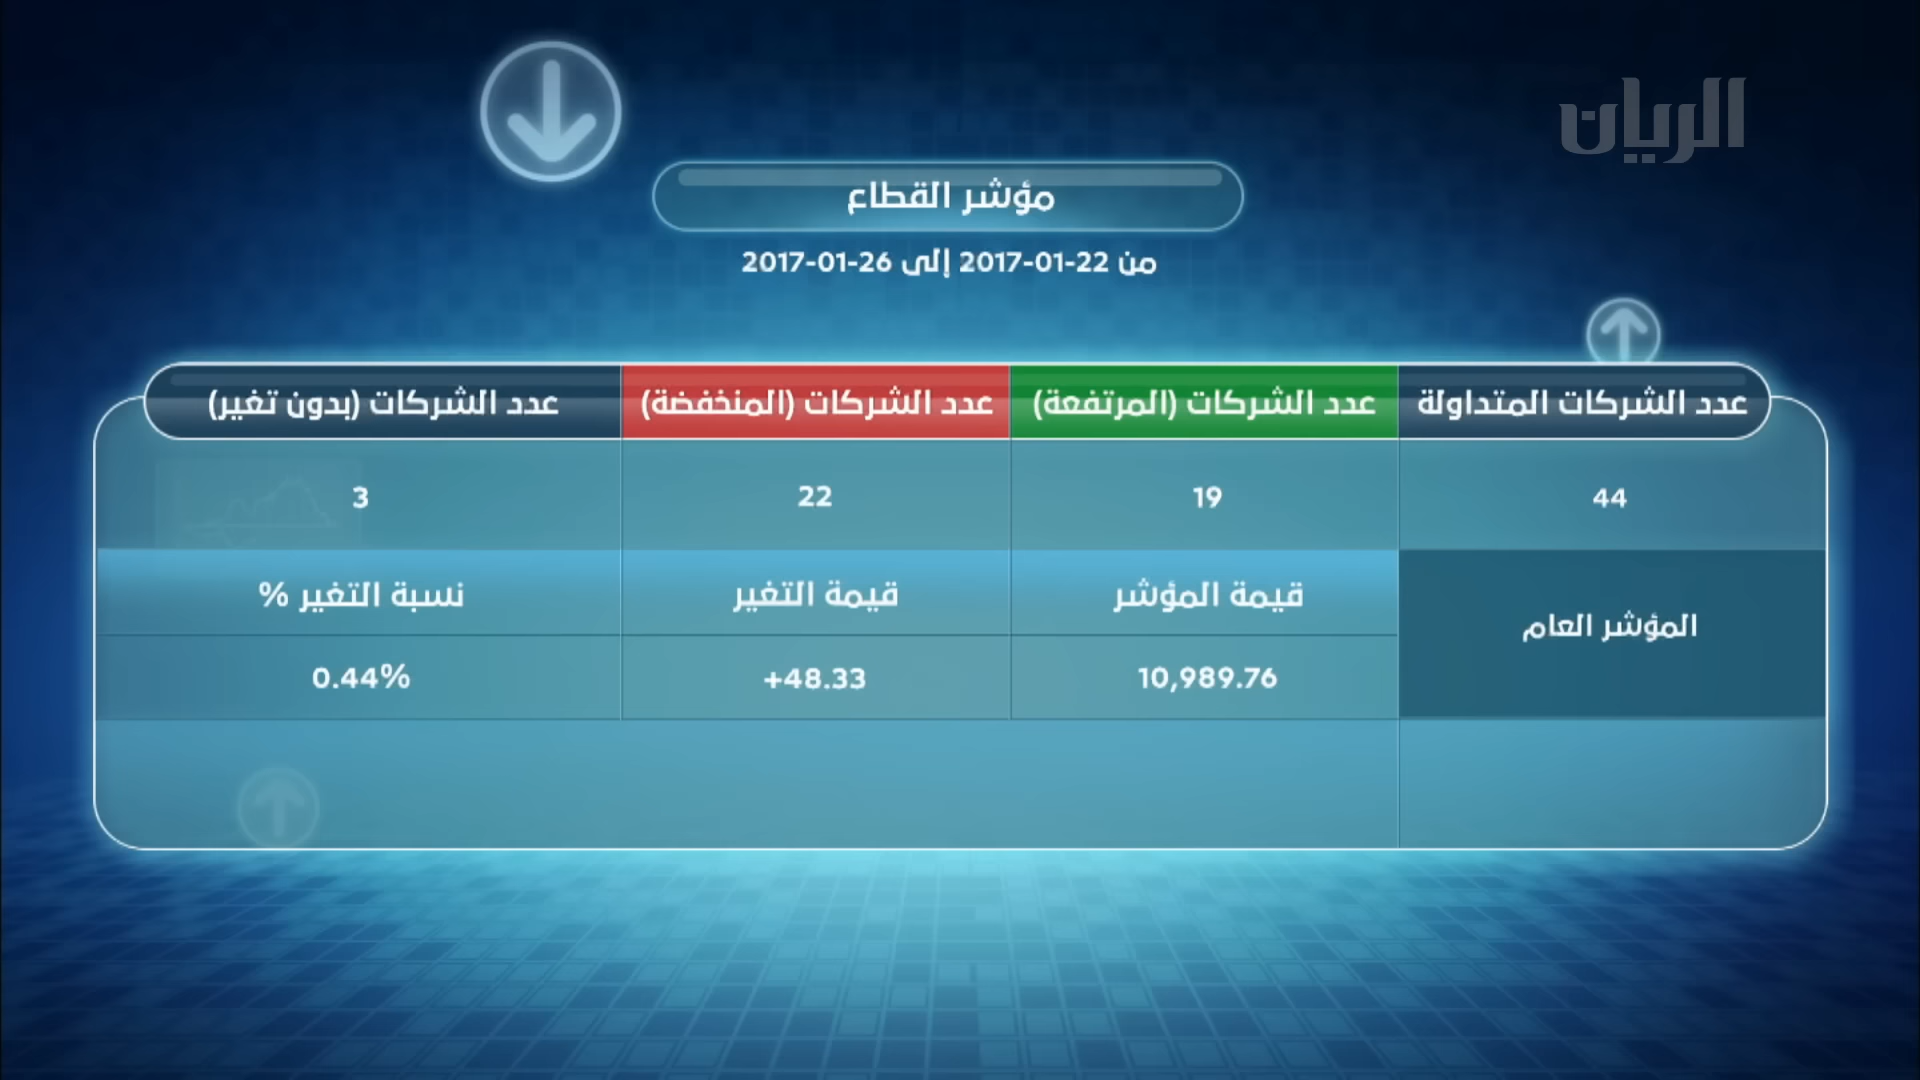 الريان
مؤشر القطاع
من 22-01-2017 إلى 26-01-2017
عدد الشركات المتداولة
عدد الشركات (المرتفعة)
عدد الشركات (المنخفضة)
عدد الشركات (بدون تغير)
44
19
22
3
المؤشر العام
قيمة المؤشر
قيمة التغير
نسبة التغير %
10,989.76
+48.33
0.44%